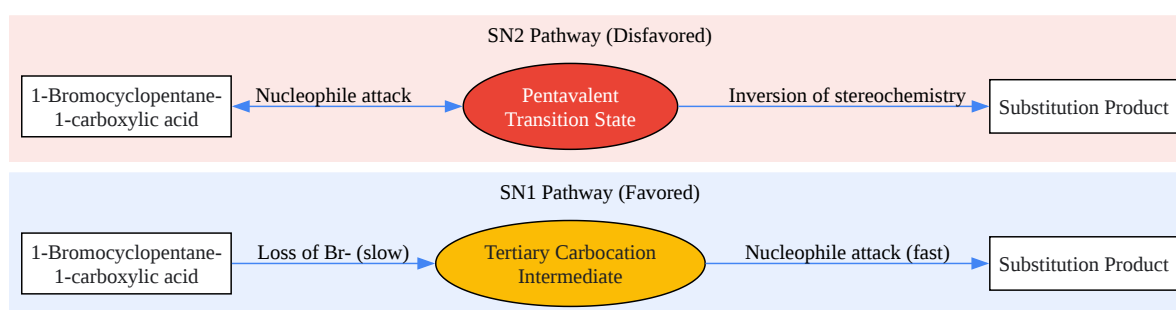 SN2 Pathway (Disfavored)
1-Bromocyclopentane-
1-carboxylic acid
Nucleophile attack
Pentavalent
Transition State
Inversion of stereochemistry
Substitution Product
SN1 Pathway (Favored)
1-Bromocyclopentane-
1-carboxylic acid
Loss of Br- (slow)
Tertiary Carbocation
Intermediate
Nucleophile attack (fast)
Substitution Product